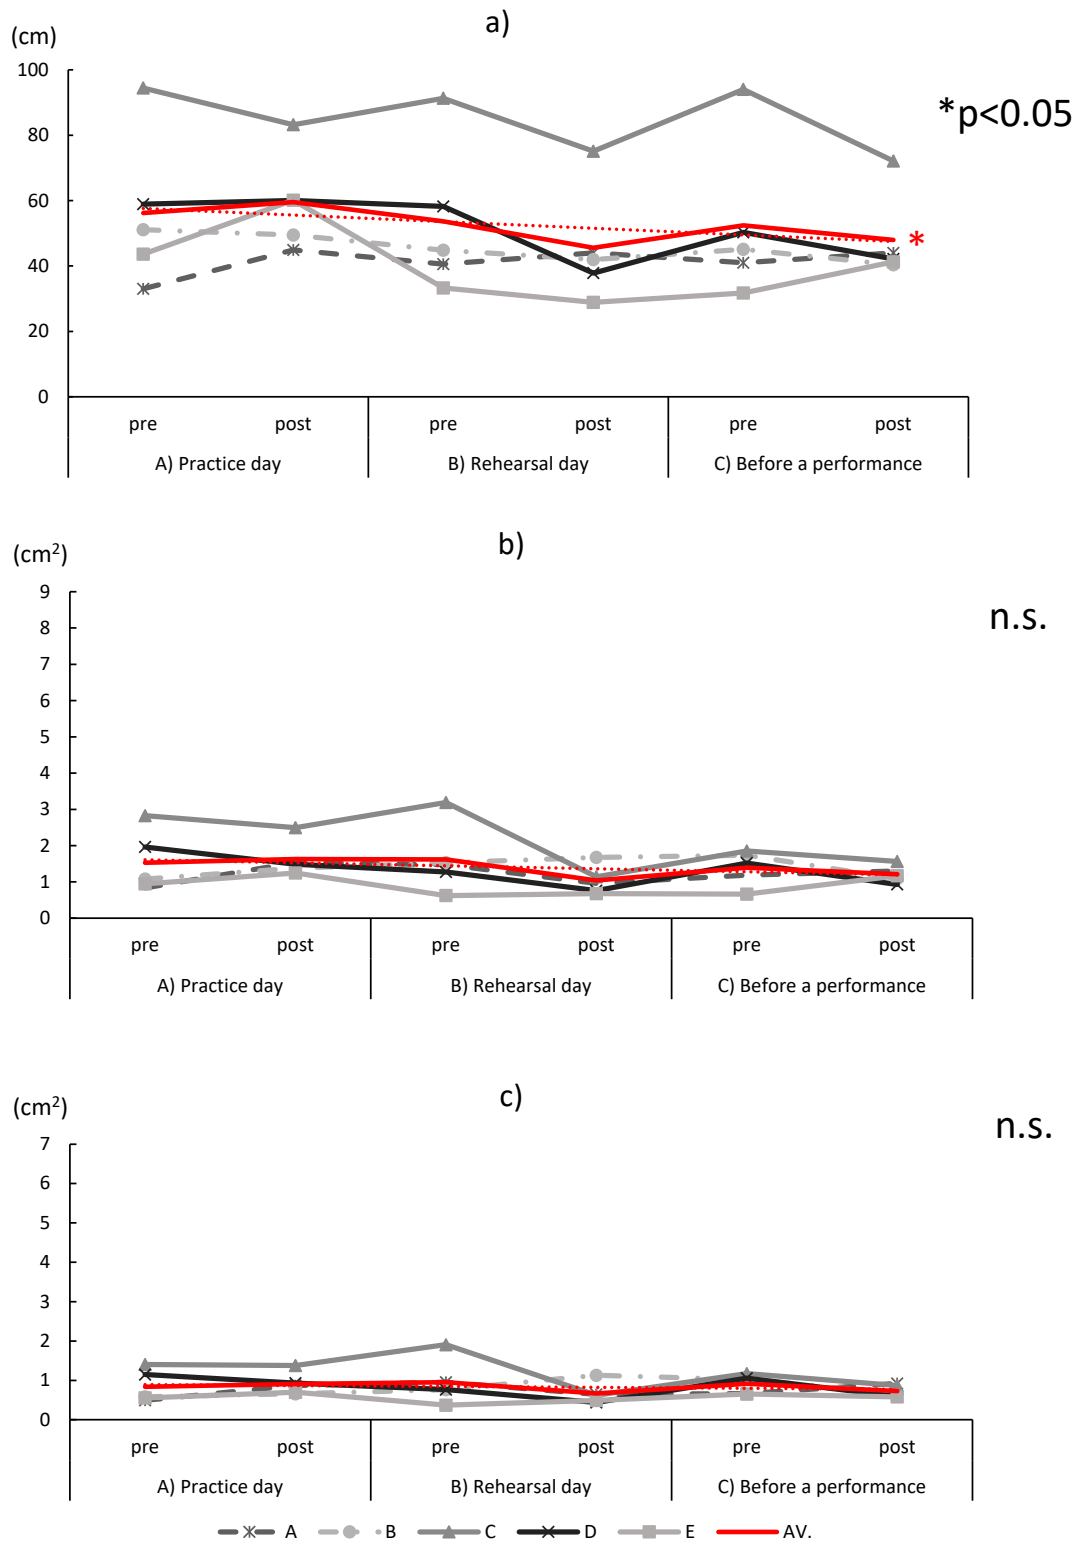 a)
(cm)
*p<0.05
100
80
60
40
20
0
*
pre post pre post pre post
A) Practice day B) Rehearsal day C) Before a performance
b)
(cm²)
n.s.
9
8
7
6
5
4
3
2
1
0
pre post pre post pre post
A) Practice day B) Rehearsal day C) Before a performance
c)
(cm²)
n.s.
7
6
5
4
3
2
1
0
pre post pre post pre post
A) Practice day B) Rehearsal day C) Before a performance
A B C D E AV.